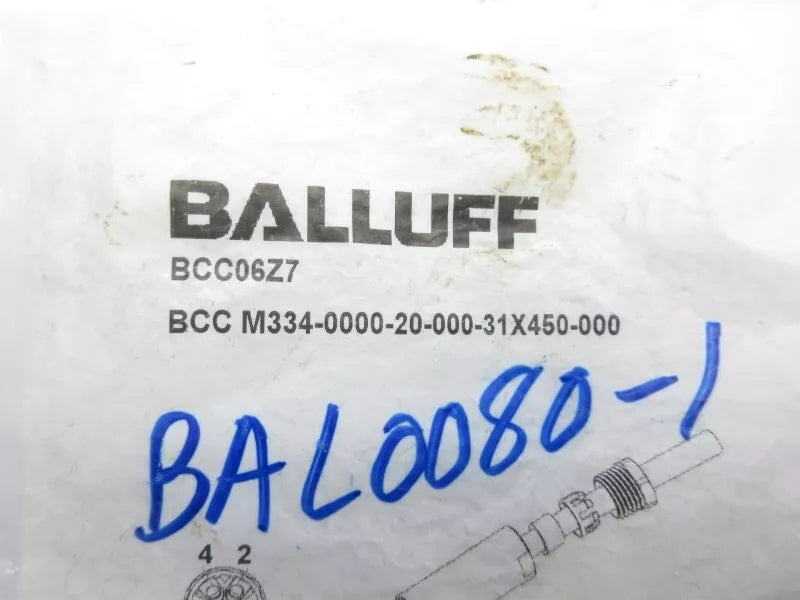 BALLUFF
BCC06Z7
BCC M334-0000-20-000-31X450-000
BAL0080-1
4 2